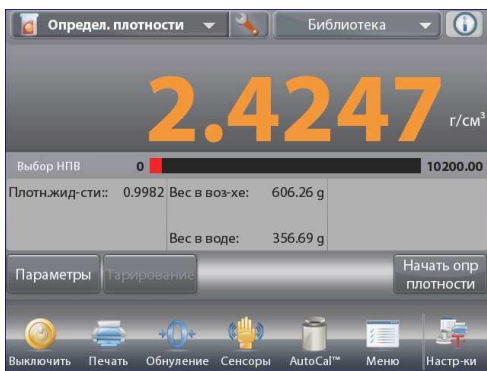 Определ. плотности
Библиотека
2.4247 г/см³
Выбор НПВ 0 10200.00
Плотн.жид-сти:: 0.9982 Вес в воз-хе: 606.26 g
Вес в воде: 356.69 g
Параметры Тарирование Начать опр
плотности
Выключить Печать Обнуление Сенсоры AutoCal™ Меню Настр-ки